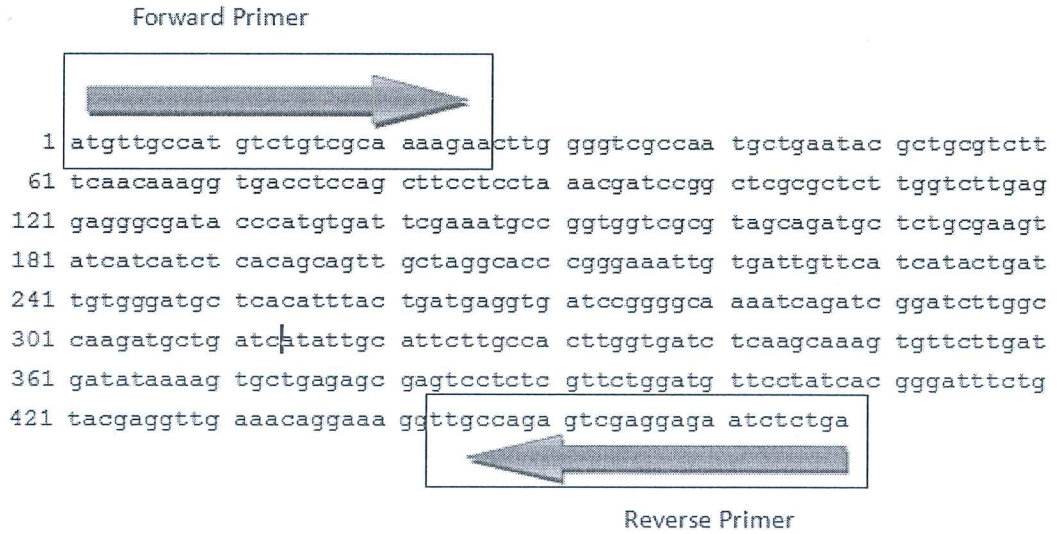 Forward Primer
1 atgttgccat gtctgtcgca aaagaacttg gggtcgccaa tgctgaatac gctgcgtctt
61 tcaacaaagg tgacctccag cttcctccta aacgatccgg ctcgcgctct tggtcttgag
121 gagggcgata cccatgtgat tcgaaatgcc ggtggtcgcg tagcagatgc tctgcgaagt
181 atcatcatct cacagcagtt gctaggcacc cgggaaattg tgattgttca tcatactgat
241 tgtgggatgc tcacatttac tgatgaggtg atccggggca aaatcagatc ggatcttggc
301 caagatgctg atcatattgc attcttgcca cttggtgatc tcaagcaaag tgttcttgat
361 gatataaaag tgctgagagc gagtcctctc gttctggatg ttcctatcac gggatttctg
421 tacgaggttg aaacaggaaa ggttgccaga gtcgaggaga atctctga
Reverse Primer